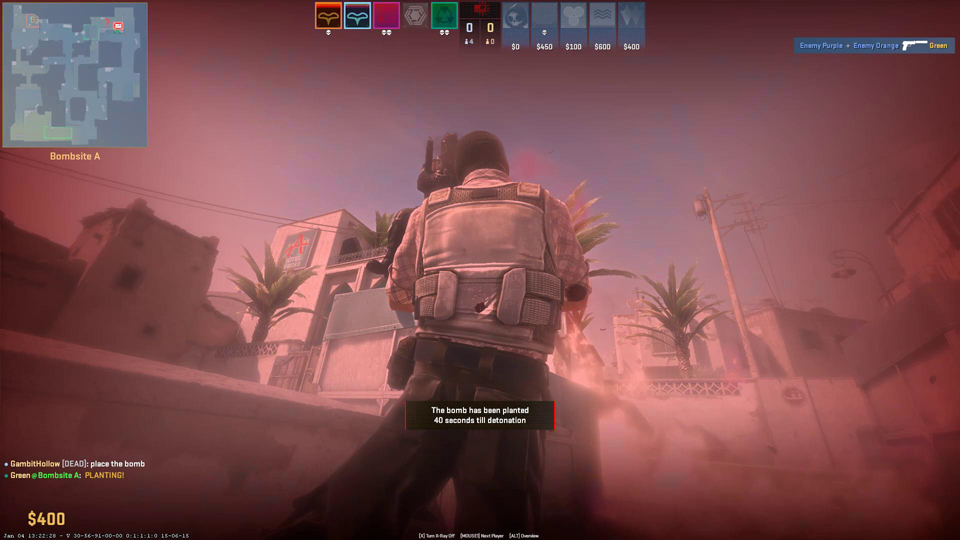 0 0
4 0
$0 $450 $100 $600 $400
Enemy Purple + Enemy Orange Green
Bombsite A
The bomb has been planted
40 seconds till detonation
GambitHollow [DEAD]: place the bomb
Green @ Bombsite A: PLANTING!
$400
[X] Turn X-Ray Off [MOUSE1] Next Player [ALT] Overview